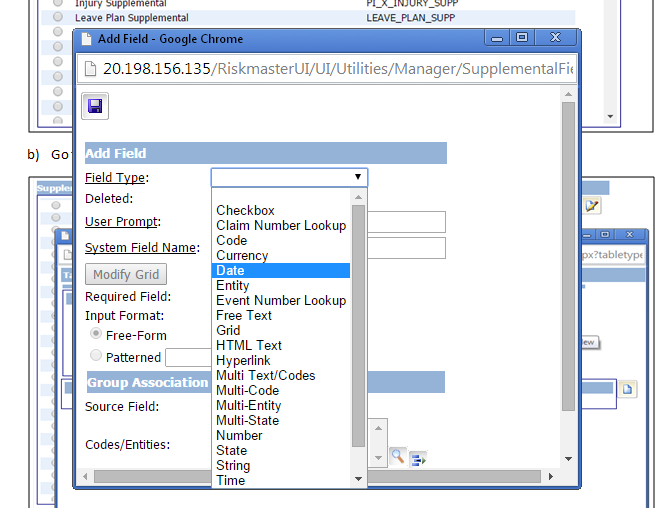 Injury Supplemental PI_X_INJURY_SUPP
Leave Plan Supplemental LEAVE_PLAN_SUPP
Add Field - Google Chrome
20.198.156.135/RiskmasterUI/UI/Utilities/Manager/SupplementalFie
b) Go
Add Field
Field Type:
Deleted:
User Prompt:
System Field Name:
Modify Grid
Required Field:
Input Format:
Free-Form
Patterned
Group Association
Source Field:
Codes/Entities:
Checkbox
Claim Number Lookup
Code
Currency
Date
Entity
Event Number Lookup
Free Text
Grid
HTML Text
Hyperlink
Multi Text/Codes
Multi-Code
Multi-Entity
Multi-State
Number
State
String
Time
Supple
px?tabletype